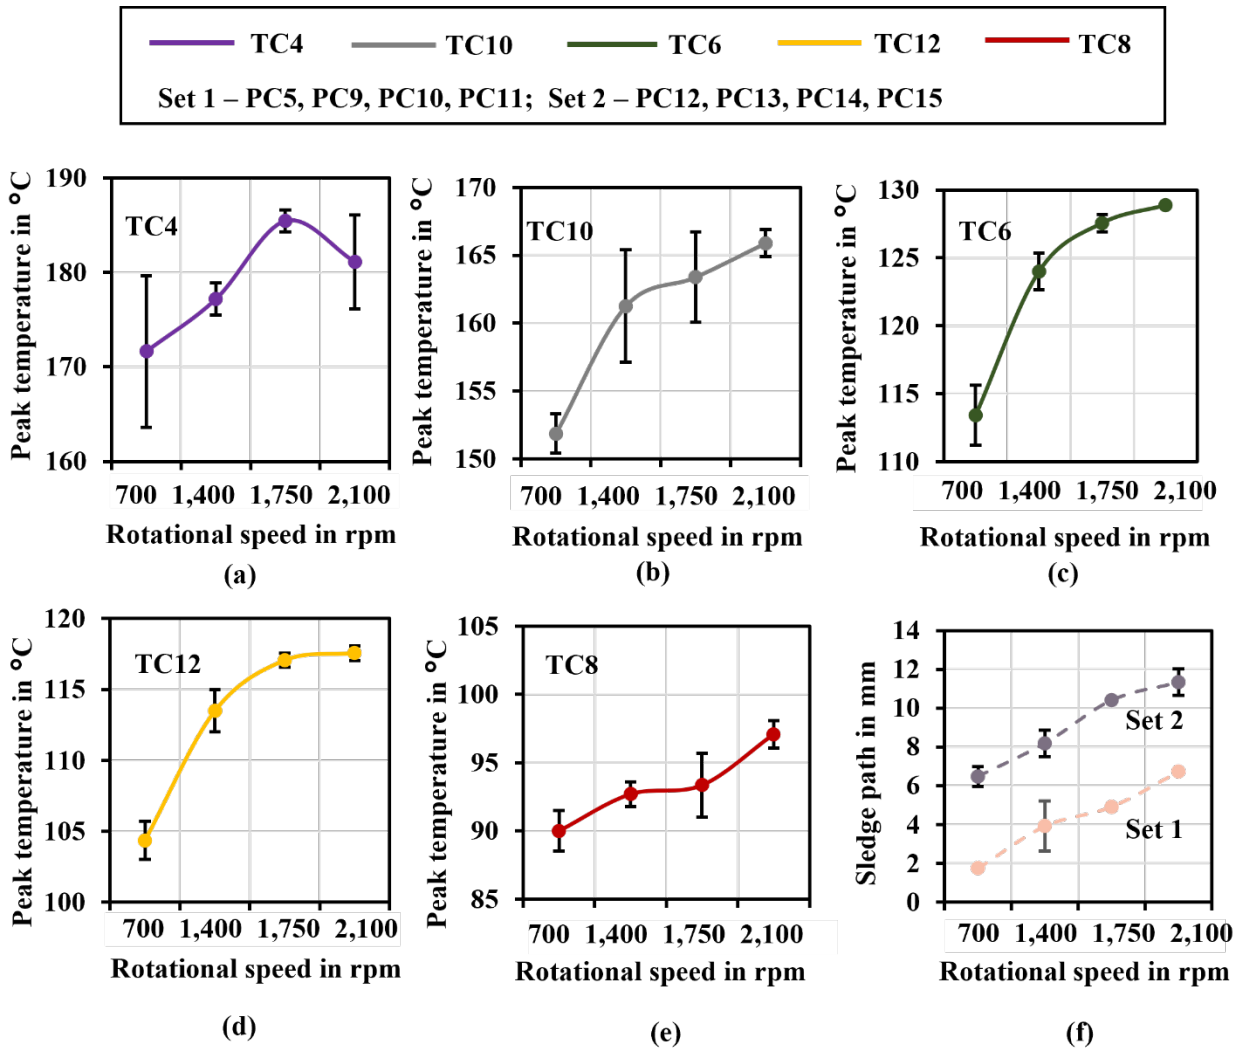 TC4 TC10 TC6 TC12 TC8
Set 1 – PC5, PC9, PC10, PC11; Set 2 – PC12, PC13, PC14, PC15
Peak temperature in °C
190
180
170
160
TC4
700 1,400 1,750 2,100
Rotational speed in rpm
(a)
Peak temperature in °C
170
165
160
155
150
TC10
700 1,400 1,750 2,100
Rotational speed in rpm
(b)
Peak temperature in °C
130
125
120
115
110
TC6
700 1,400 1,750 2,100
Rotational speed in rpm
(c)
Peak temperature in °C
120
115
110
105
100
TC12
700 1,400 1,750 2,100
Rotational speed in rpm
(d)
Peak temperature in °C
105
100
95
90
85
TC8
700 1,400 1,750 2,100
Rotational speed in rpm
(e)
Sledge path in mm
14
12
10
8
6
4
2
0
Set 2
Set 1
700 1,400 1,750 2,100
Rotational speed in rpm
(f)